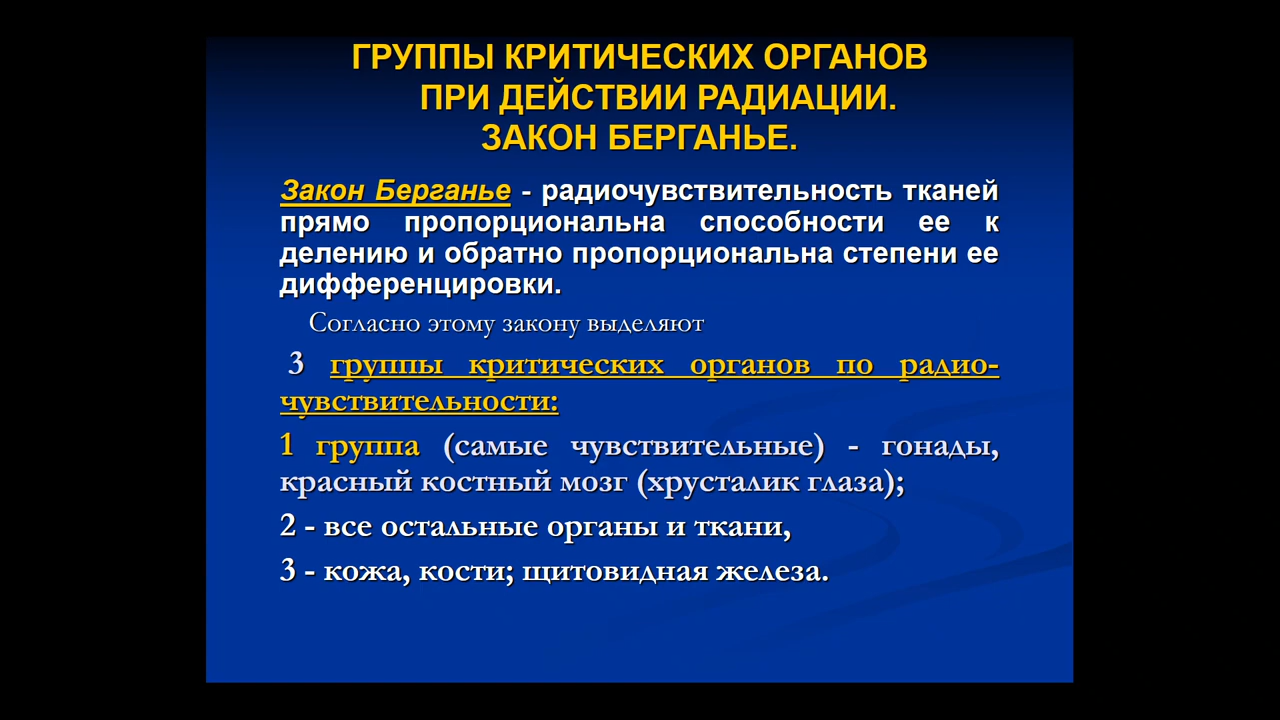 ГРУППЫ КРИТИЧЕСКИХ ОРГАНОВ
ПРИ ДЕЙСТВИИ РАДИАЦИИ.
ЗАКОН БЕРГАНЬЕ.
Закон Берганье - радиочувствительность тканей
прямо пропорциональна способности ее к
делению и обратно пропорциональна степени ее
дифференцировки.
Согласно этому закону выделяют
3 группы критических органов по радио-
чувствительности:
1 группа (самые чувствительные) - гонады,
красный костный мозг (хрусталик глаза);
2 - все остальные органы и ткани,
3 - кожа, кости; щитовидная железа.